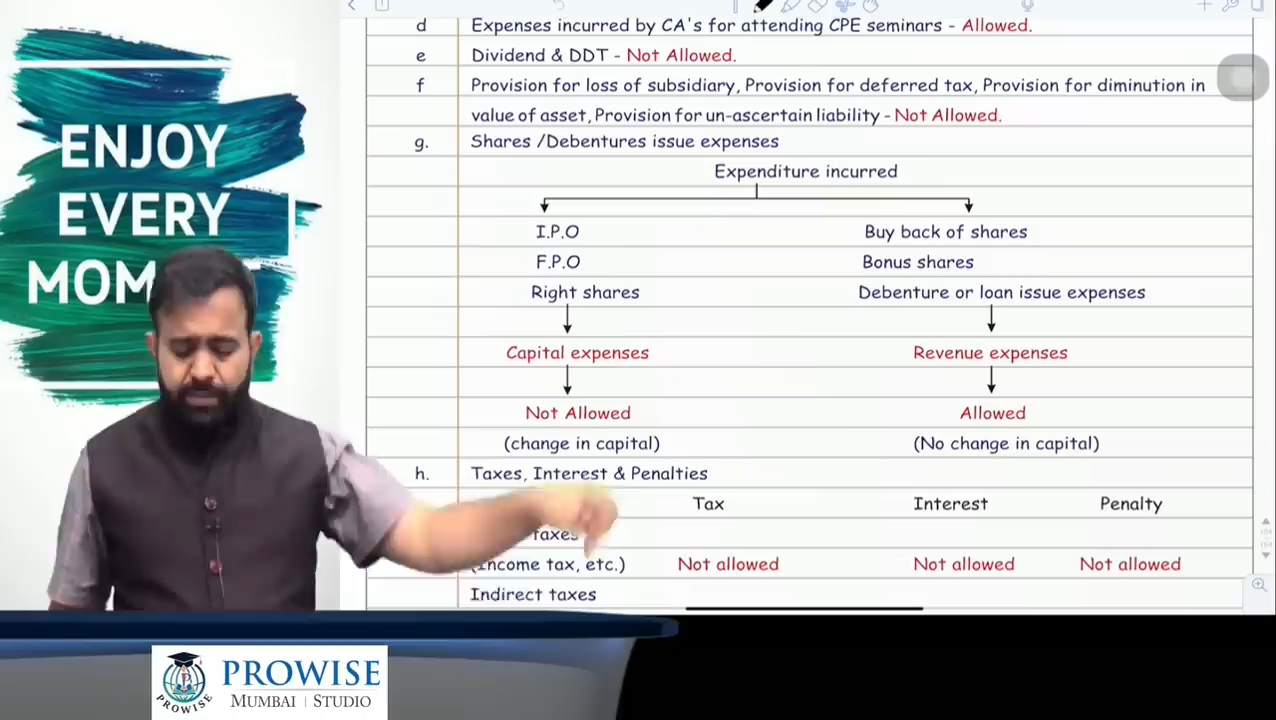 ENJOY
EVERY
MOM
d Expenses incurred by CA's for attending CPE seminars - Allowed.
e Dividend & DDT - Not Allowed.
f Provision for loss of subsidiary, Provision for deferred tax, Provision for diminution in
value of asset, Provision for un-ascertain liability - Not Allowed.
g. Shares /Debentures issue expenses
Expenditure incurred
I.P.O Buy back of shares
F.P.O Bonus shares
Right shares Debenture or loan issue expenses
Capital expenses Revenue expenses
Not Allowed Allowed
(change in capital) (No change in capital)
h. Taxes, Interest & Penalties
Tax Interest Penalty
taxes
(Income tax, etc.) Not allowed Not allowed Not allowed
Indirect taxes
PROWISE
PROWISE
MUMBAI | STUDIO